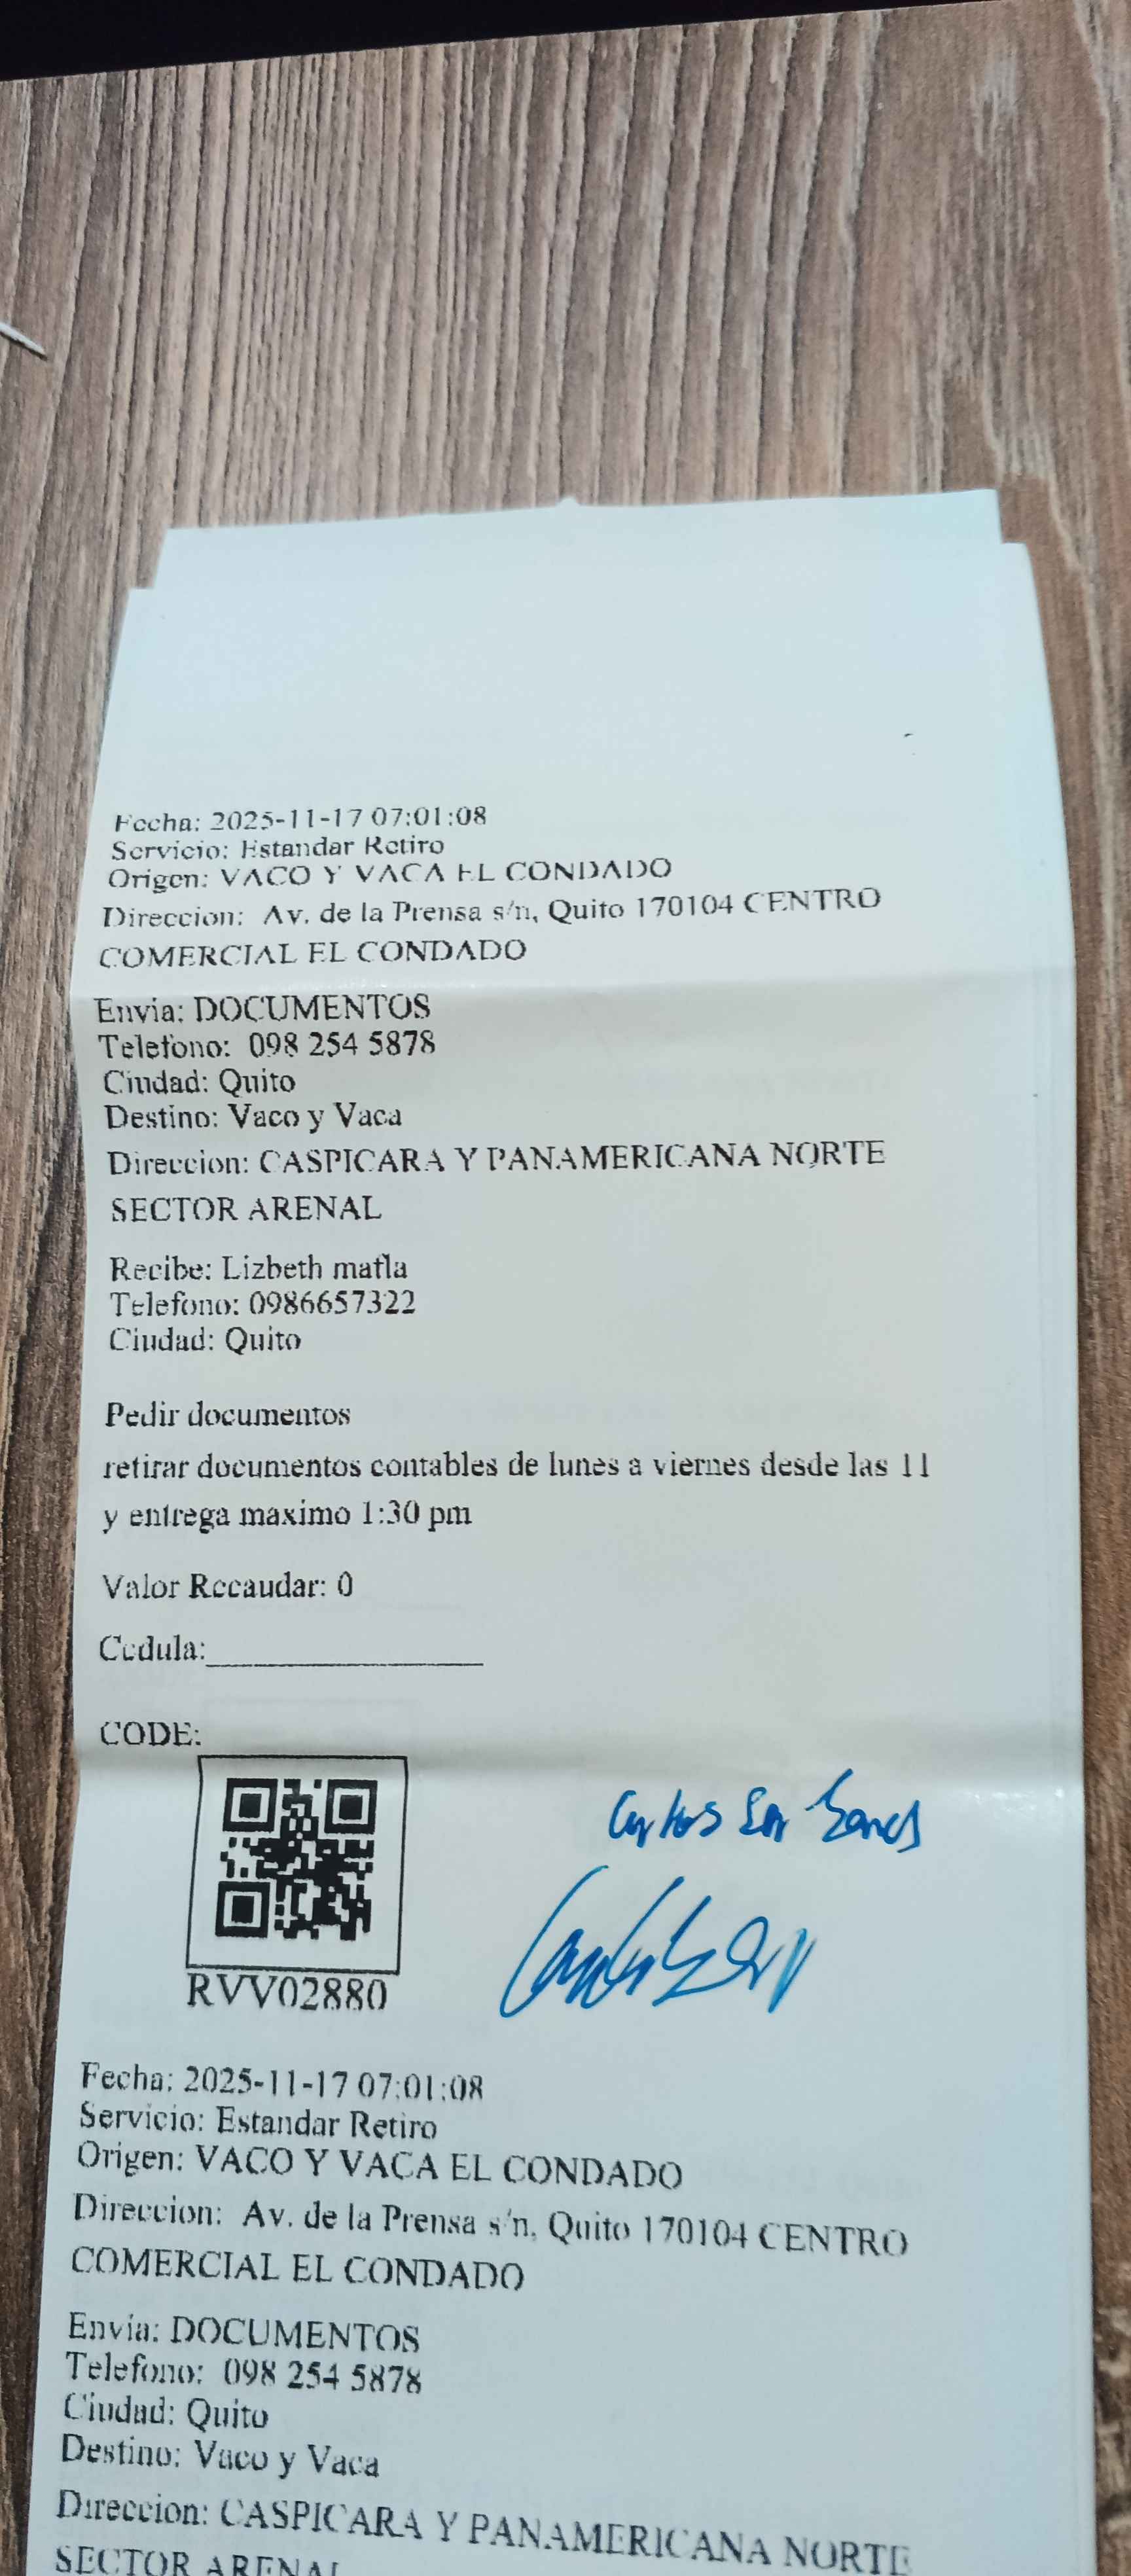 Fecha: 2025-11-17 07:01:08
Servicio: Estandar Retiro
Origen: VACO Y VACA EL CONDADO
Direccion: Av. de la Prensa s/n, Quito 170104 CENTRO
COMERCIAL EL CONDADO
Envia: DOCUMENTOS
Telefono: 098 254 5878
Ciudad: Quito
Destino: Vaco y Vaca
Direccion: CASPICARA Y PANAMERICANA NORTE
SECTOR ARENAL
Recibe: Lizbeth matla
Telefono: 0986657322
Ciudad: Quito
Pedir documentos
retirar documentos contables de lunes a viernes desde las 11
y entrega maximo 1:30 pm
Valor Recaudar: 0
Cedula:
CODE:
Carlos
RVV02880
Fecha: 2025-11-17 07:01:08
Servicio: Estandar Retiro
Origen: VACO Y VACA EL CONDADO
Direccion: Av. de la Prensa s/n, Quito 170104 CENTRO
COMERCIAL EL CONDADO
Envia: DOCUMENTOS
Telefono: 098 254 5878
Ciudad: Quito
Destino: Vaco y Vaca
Direccion: CASPICARA Y PANAMERICANA NORTE
SECTOR ARENAL